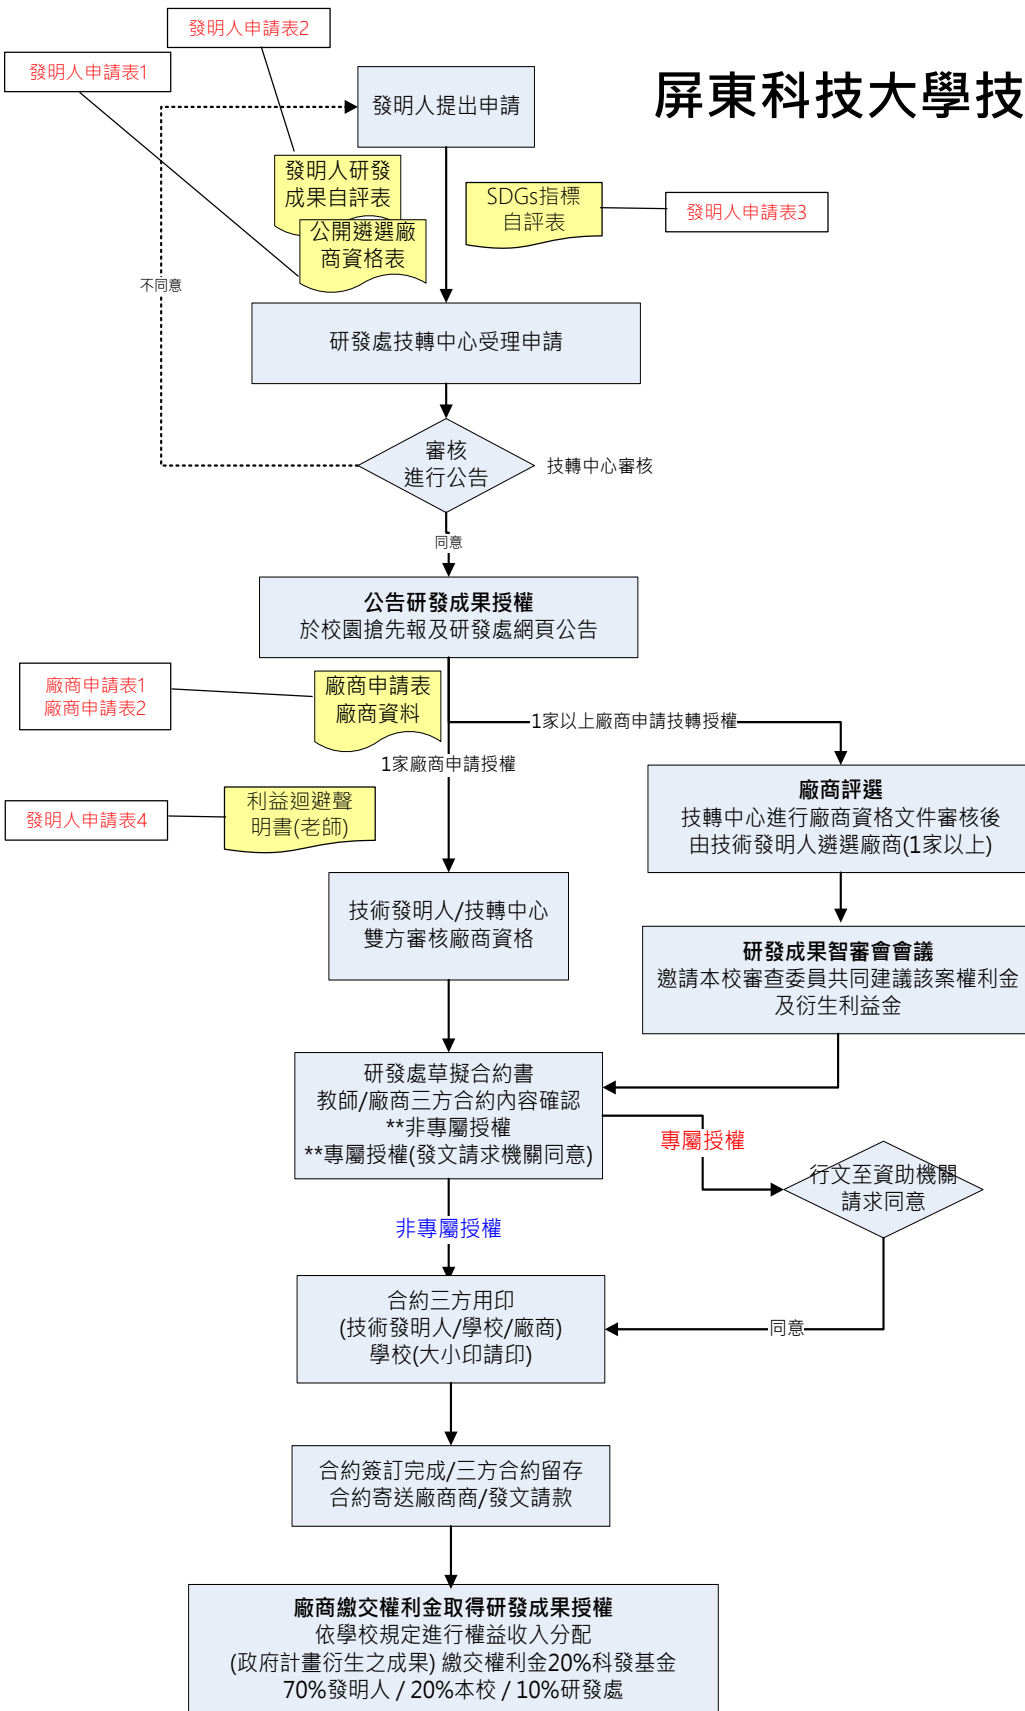 發明人申請表2
發明人申請表1
屏東科技大學技
發明人提出申請
發明人研發
成果自評表
公開遴選廠
商資格表
SDGs指標
自評表
發明人申請表3
不同意
研發處技轉中心受理申請
審核
進行公告
技轉中心審核
同意
公告研發成果授權
於校園搶先報及研發處網頁公告
廠商申請表1
廠商申請表2
廠商申請表
廠商資料
1家以上廠商申請技轉授權
1家廠商申請授權
廠商評選
技轉中心進行廠商資格文件審核後
由技術發明人遴選廠商(1家以上)
發明人申請表4
利益迴避聲
明書(老師)
技術發明人/技轉中心
雙方審核廠商資格
研發成果智審會會議
邀請本校審查委員共同建議該案權利金
及衍生利益金
研發處草擬合約書
教師/廠商三方合約內容確認
**非專屬授權
**專屬授權(發文請求機關同意)
專屬授權
行文至資助機關
請求同意
非專屬授權
合約三方用印
(技術發明人/學校/廠商)
學校(大小印請印)
同意
合約簽訂完成/三方合約留存
合約寄送廠商商/發文請款
廠商繳交權利金取得研發成果授權
依學校規定進行權益收入分配
(政府計畫衍生之成果) 繳交權利金20%科發基金
70%發明人 / 20%本校 / 10%研發處